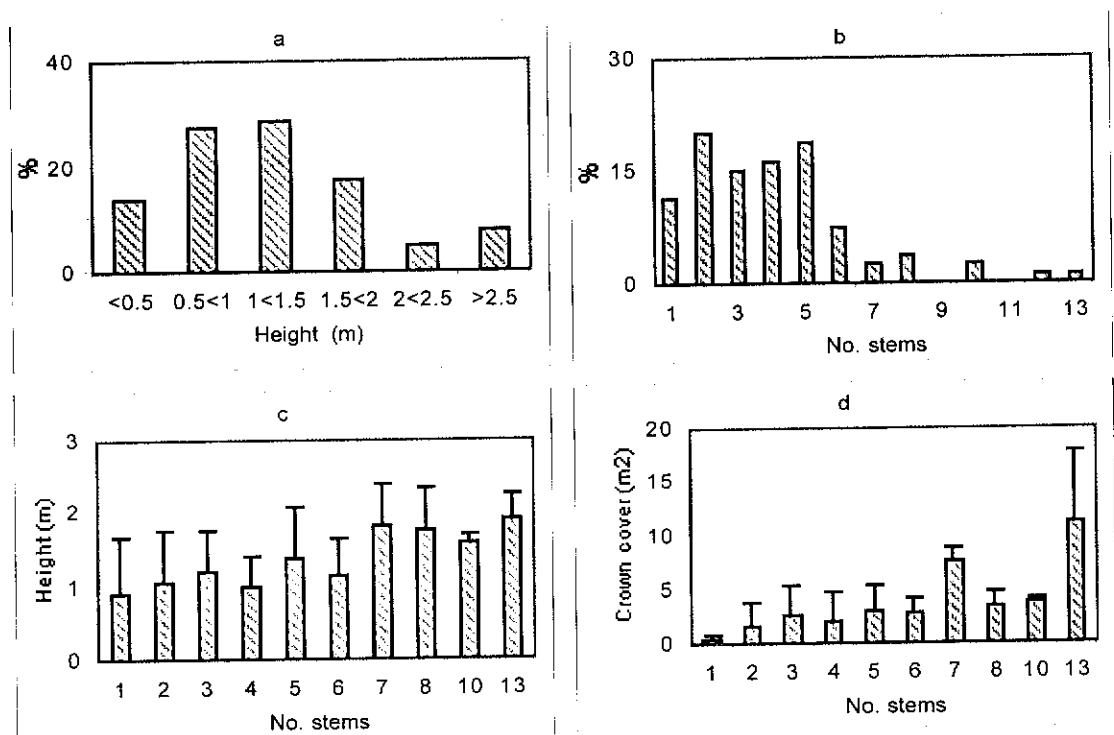 a
40
20
0
%
<0.5 0.5<1 1<1.5 1.5<2 2<2.5 >2.5
Height (m)
b
30
15
0
%
1 3 5 7 9 11 13
No. stems
c
3
2
1
0
Height (m)
1 2 3 4 5 6 7 8 10 13
No. stems
d
20
15
10
5
0
Crown cover (m2)
1 2 3 4 5 6 7 8 10 13
No. stems